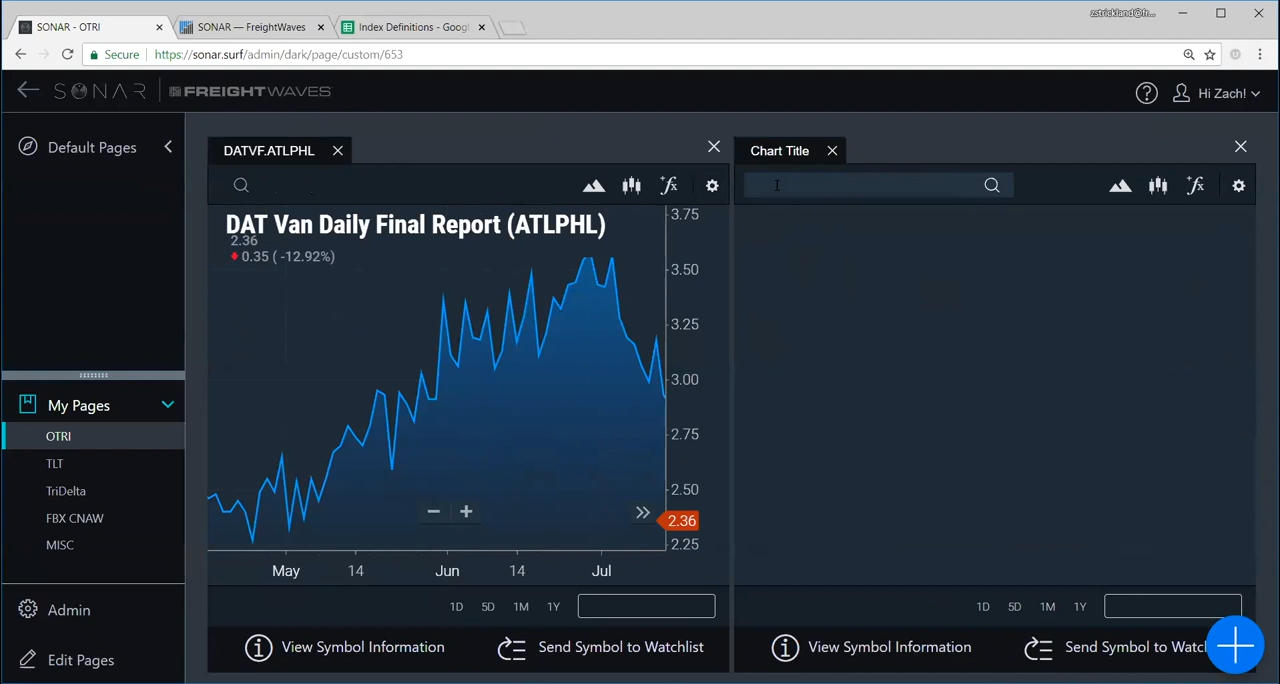 SONAR - OTRI
SONAR — FreightWaves
Index Definitions - Goog
zstrickland@fr...
Secure
https://sonar.surf/admin/dark/page/custom/653
SONAR
FREIGHTWAVES
Hi Zach!
Default Pages
My Pages
OTRI
TLT
TriDelta
FBX CNAW
MISC
Admin
Edit Pages
DATVF.ATLPHL
DAT Van Daily Final Report (ATLPHL)
2.36
0.35 ( -12.92%)
3.75
3.50
3.25
3.00
2.75
2.50
2.36
2.25
May 14 Jun 14 Jul
1D 5D 1M 1Y
View Symbol Information
Send Symbol to Watchlist
Chart Title
1D 5D 1M 1Y
View Symbol Information
Send Symbol to Watcl